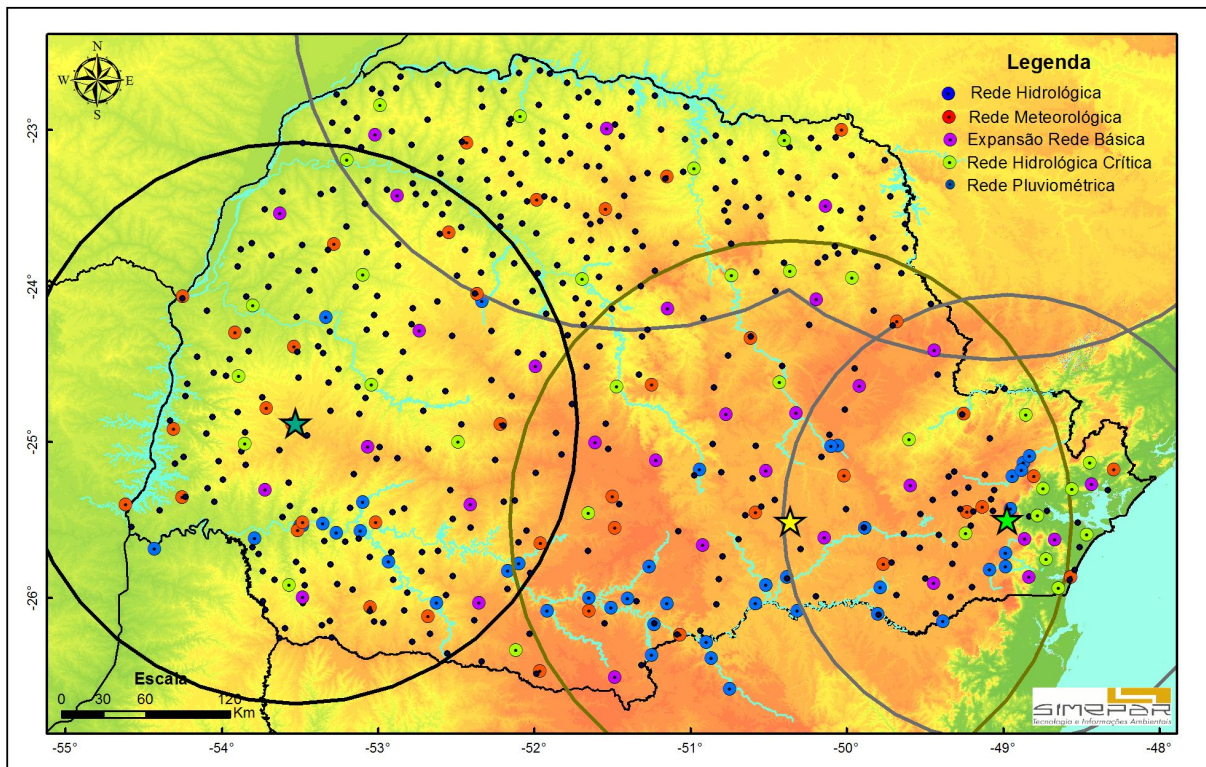 N
W E
S
Legenda
Rede Hidrológica
Rede Meteorológica
Expansão Rede Básica
Rede Hidrológica Crítica
Rede Pluviométrica
-23
-24
-25
-26
Escala
0 30 60 120
Km
SIMEPAR
Tecnologia e Informações Ambientais
-55 -54 -53 -52 -51 -50 -49 -48